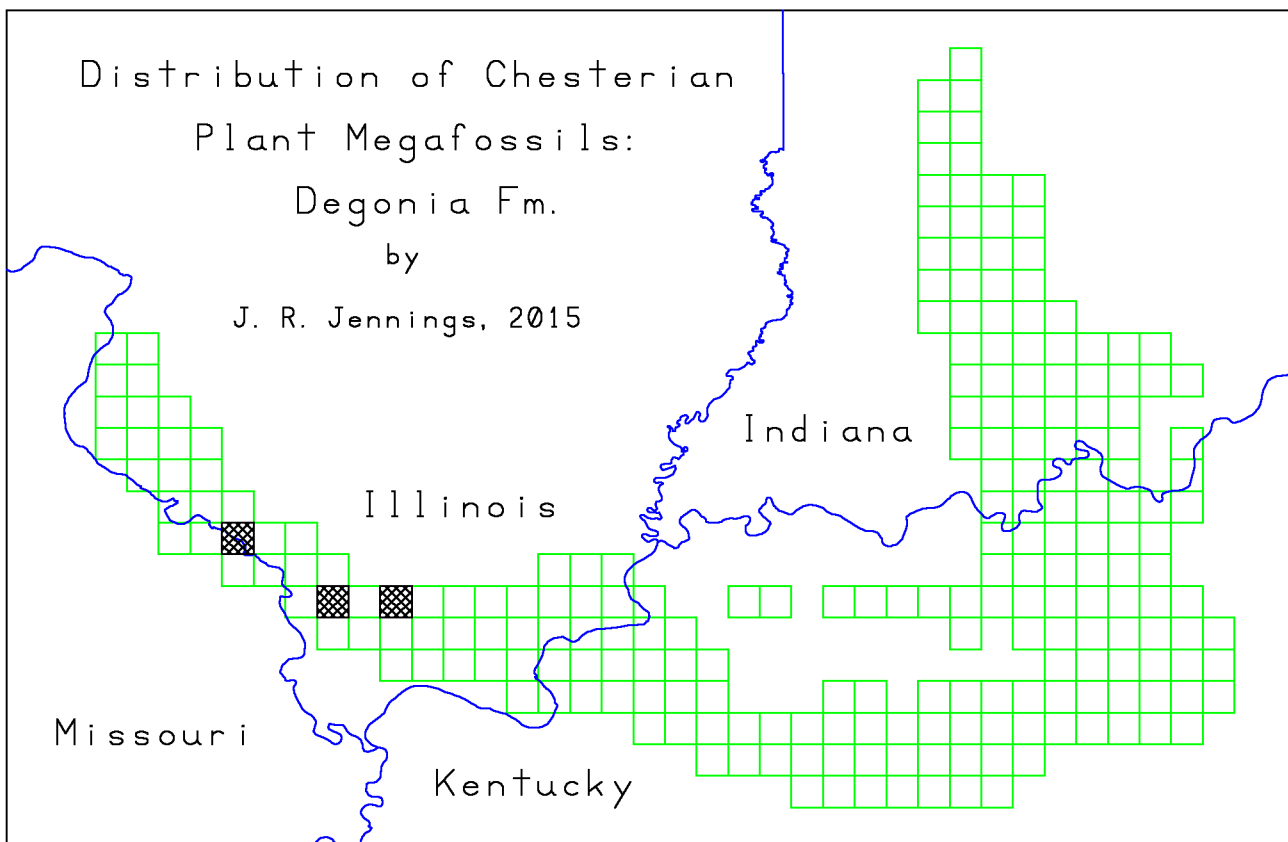 Distribution of Chesterian
Plant Megafossils:
Degonia Fm.
by
J. R. Jennings, 2015
Indiana
Illinois
Missouri
Kentucky